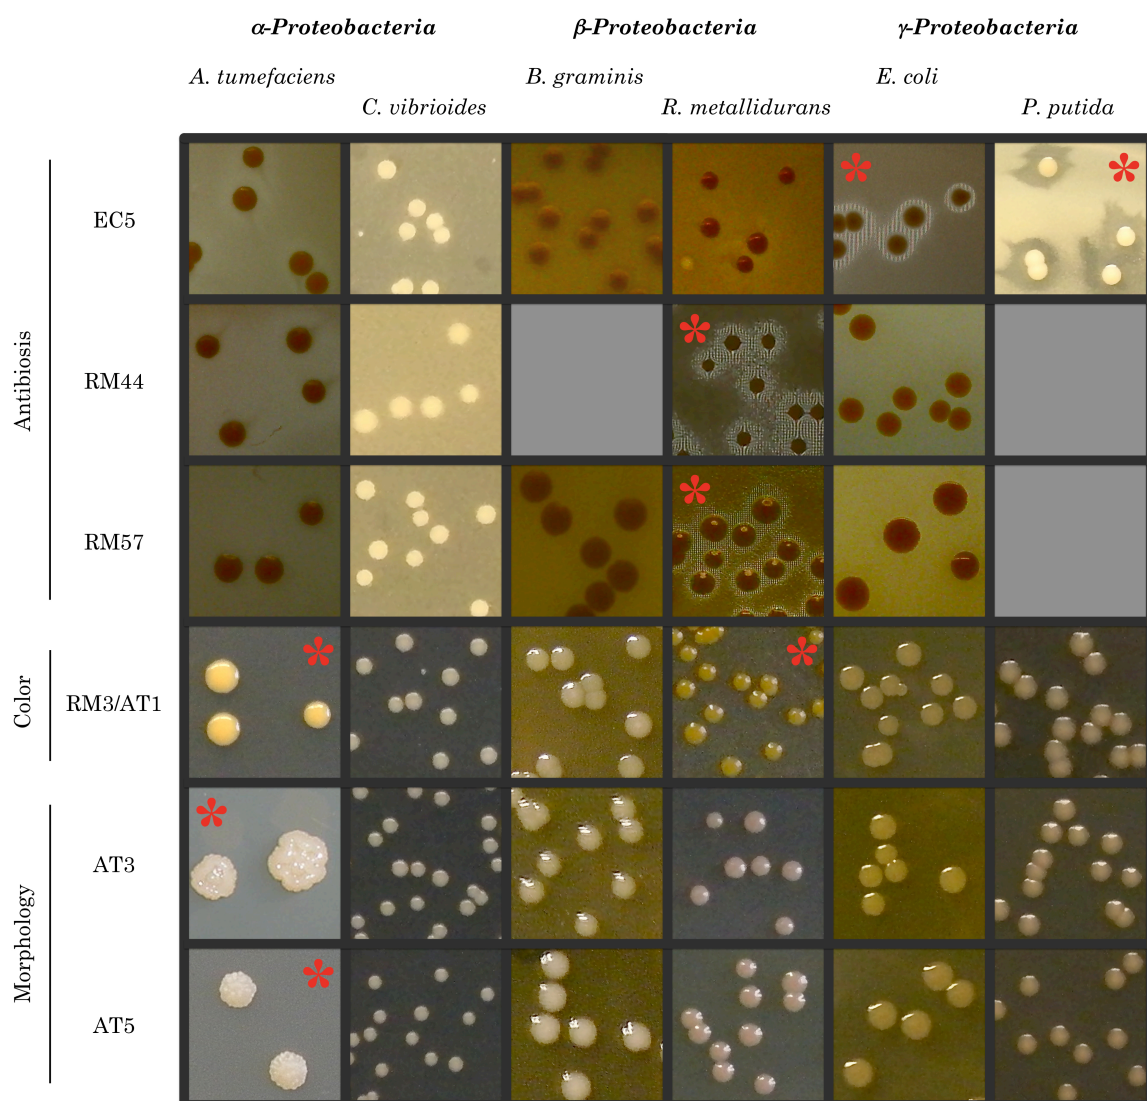 α-Proteobacteria β-Proteobacteria γ-Proteobacteria
A. tumefaciens B. graminis E. coli
C. vibrioides R. metallidurans P. putida
Antibiosis
EC5
*
*
RM44
*
RM57
*
Color
RM3/AT1
*
*
Morphology
AT3
*
AT5
*